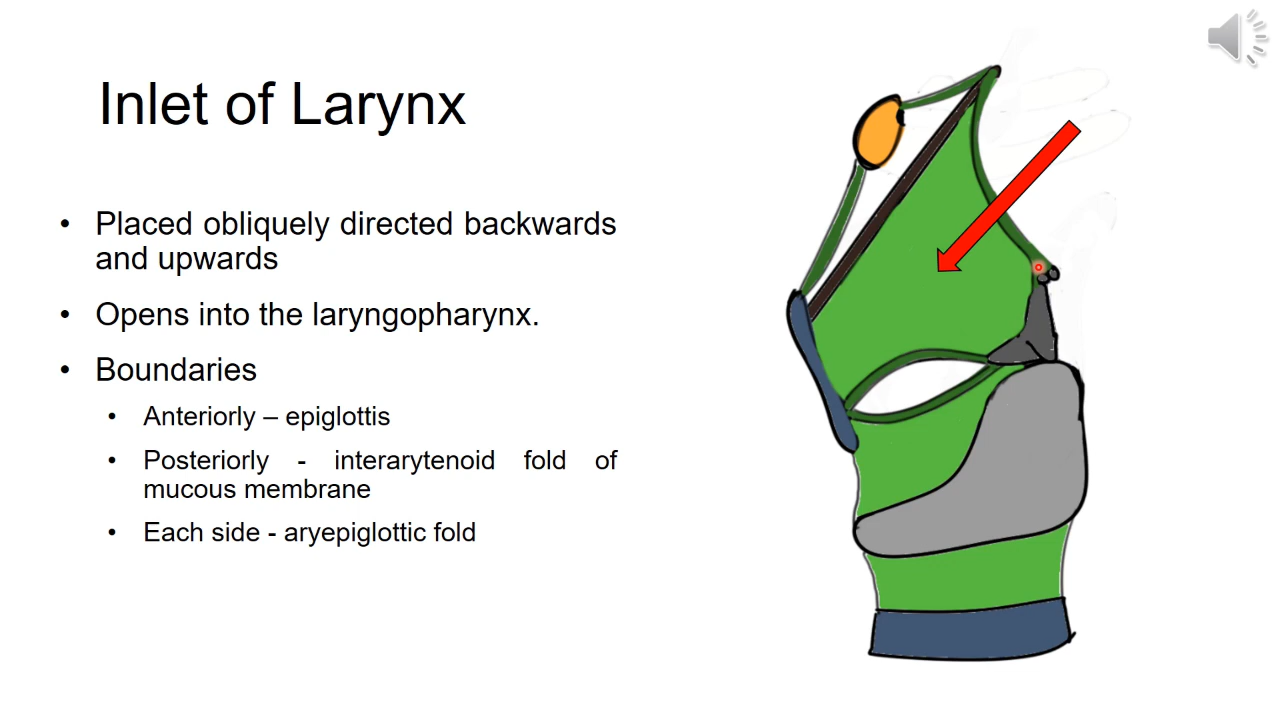 Inlet of Larynx
• Placed obliquely directed backwards
and upwards
• Opens into the laryngopharynx.
• Boundaries
• Anteriorly – epiglottis
• Posteriorly - interarytenoid fold of
mucous membrane
• Each side - aryepiglottic fold